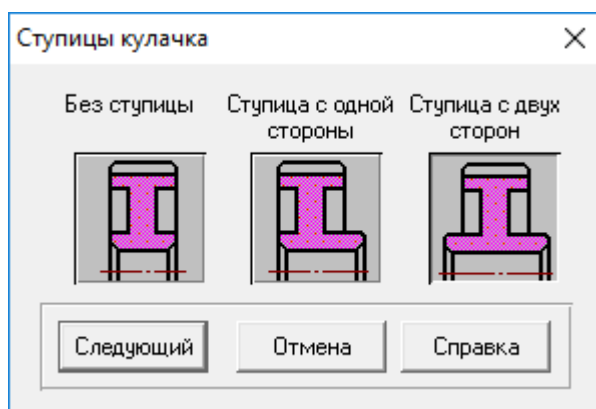 Ступицы кулачка
Без ступицы
Ступица с одной
стороны
Ступица с двух
сторон
Следующий
Отмена
Справка